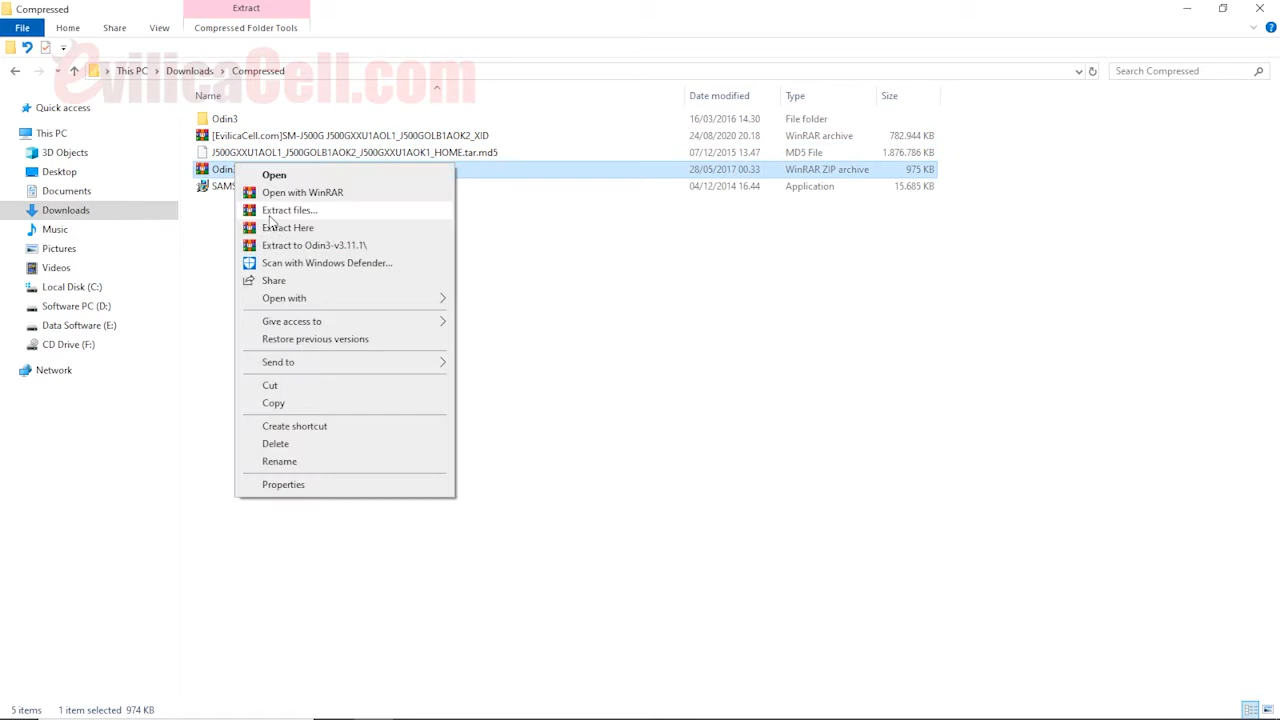 Compressed
Extract
File
Home
Share
View
Compressed Folder Tools
evilicaCell.com
This PC
Downloads
Compressed
Search Compressed
Name
Date modified
Type
Size
Quick access
This PC
3D Objects
Desktop
Documents
Downloads
Music
Pictures
Videos
Local Disk (C:)
Software PC (D:)
Data Software (E:)
CD Drive (F:)
Network
Odin3
16/03/2016 14.30
File folder
[EvilicaCell.com]SM-J500G J500GXXU1AOL1_J500GOLB1AOK2_XID
24/08/2020 20.18
WinRAR archive
782.944 KB
J500GXXU1AOL1_J500GOLB1AOK2_J500GXXU1AOK1_HOME.tar.md5
07/12/2015 13.47
MD5 File
1.876.786 KB
28/05/2017 00.33
WinRAR ZIP archive
975 KB
04/12/2014 16.44
Application
15.685 KB
Open
Open with WinRAR
Extract files...
Extract Here
Extract to Odin3-v3.11.1\
Scan with Windows Defender...
Share
Open with
Give access to
Restore previous versions
Send to
Cut
Copy
Create shortcut
Delete
Rename
Properties
5 items
1 item selected 974 KB